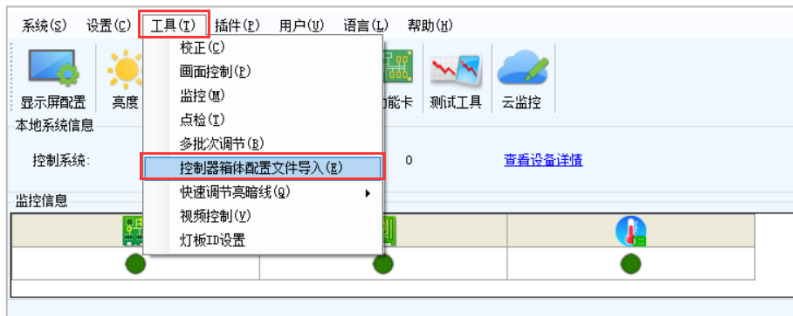 系统(S) 设置(C) 工具(T) 插件(P) 用户(U) 语言(L) 帮助(H)
校正(C)
画面控制(P)
监控(M)
点检(I)
多批次调节(B)
控制器箱体配置文件导入(E)
快速调节亮暗线(Q)
视频控制(V)
灯板ID设置
显示屏配置 亮度 能卡 测试工具 云监控
本地系统信息
控制系统: 0 查看设备详情
监控信息